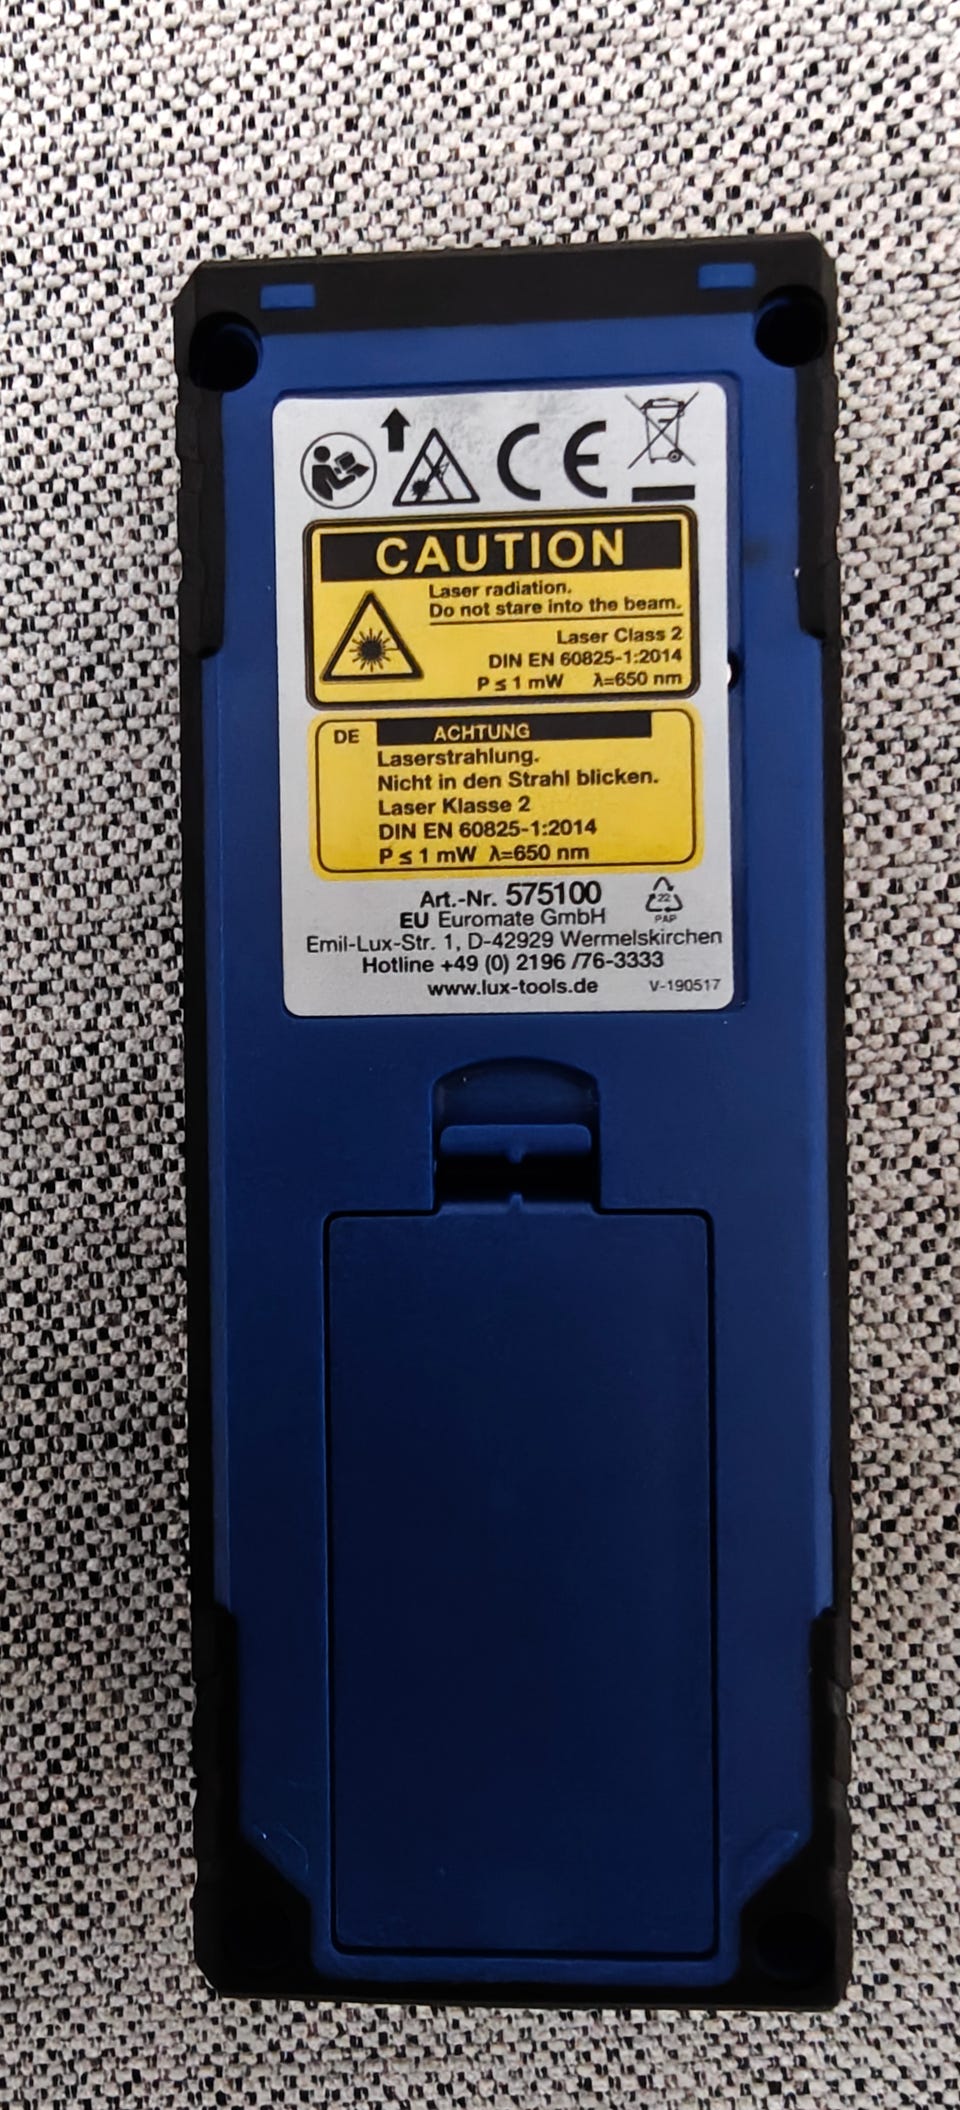 CE
CAUTION
Laser radiation.
Do not stare into the beam.
Laser Class 2
DIN EN 60825-1:2014
P ≤ 1 mW λ=650 nm
DE ACHTUNG
Laserstrahlung.
Nicht in den Strahl blicken.
Laser Klasse 2
DIN EN 60825-1:2014
P ≤ 1 mW λ=650 nm
Art.-Nr. 575100
22
PAP
EU Euromate GmbH
Emil-Lux-Str. 1, D-42929 Wermelskirchen
Hotline +49 (0) 2196 /76-3333
www.lux-tools.de V-190517